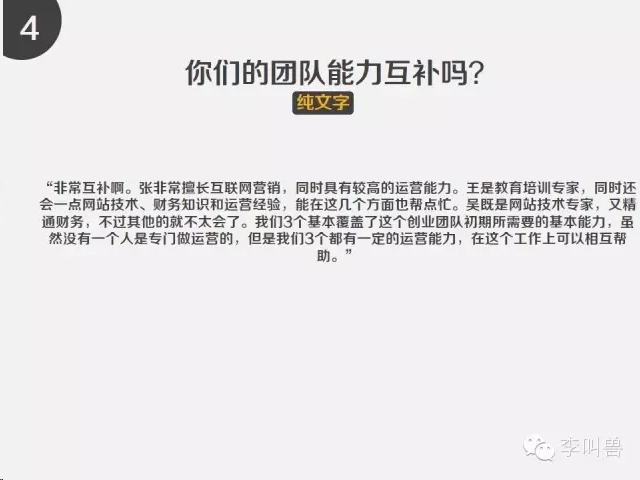 4
你们的团队能力互补吗?
纯文字
“非常互补啊。张非常擅长互联网营销，同时具有较高的运营能力。王是教育培训专家，同时还
会一点网站技术、财务知识和运营经验，能在这几个方面也帮点忙。吴既是网站技术专家，又精
通财务，不过其他的就不太会了。我们3个基本覆盖了这个创业团队初期所需要的基本能力，虽
然没有一个人是专门做运营的，但是我们3个都有一定的运营能力，在这个工作上可以相互帮
助。”
李叫兽